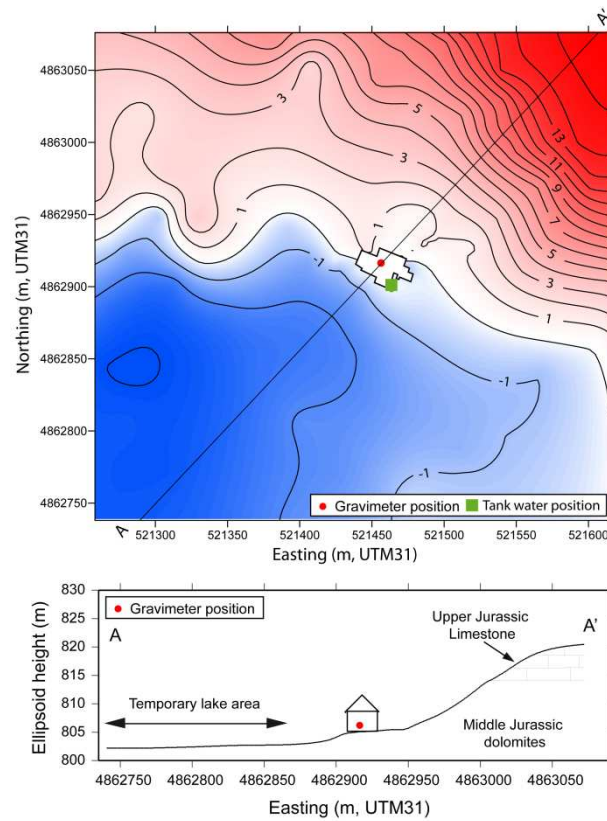 A'
4863050
4863000
4862950
4862900
4862850
4862800
4862750
Northing (m, UTM31)
3
5
13
11
9
7
3
5
1
1
3
-1
1
-1
-1
Gravimeter position
Tank water position
A
521300
521350
521400
521450
521500
521550
521600
Easting (m, UTM31)
830
825
820
815
810
805
800
Ellipsoid height (m)
Gravimeter position
A
A'
Upper Jurassic
Limestone
Temporary lake area
Middle Jurassic
dolomites
4862750
4862800
4862850
4862900
4862950
4863000
4863050
Easting (m, UTM31)